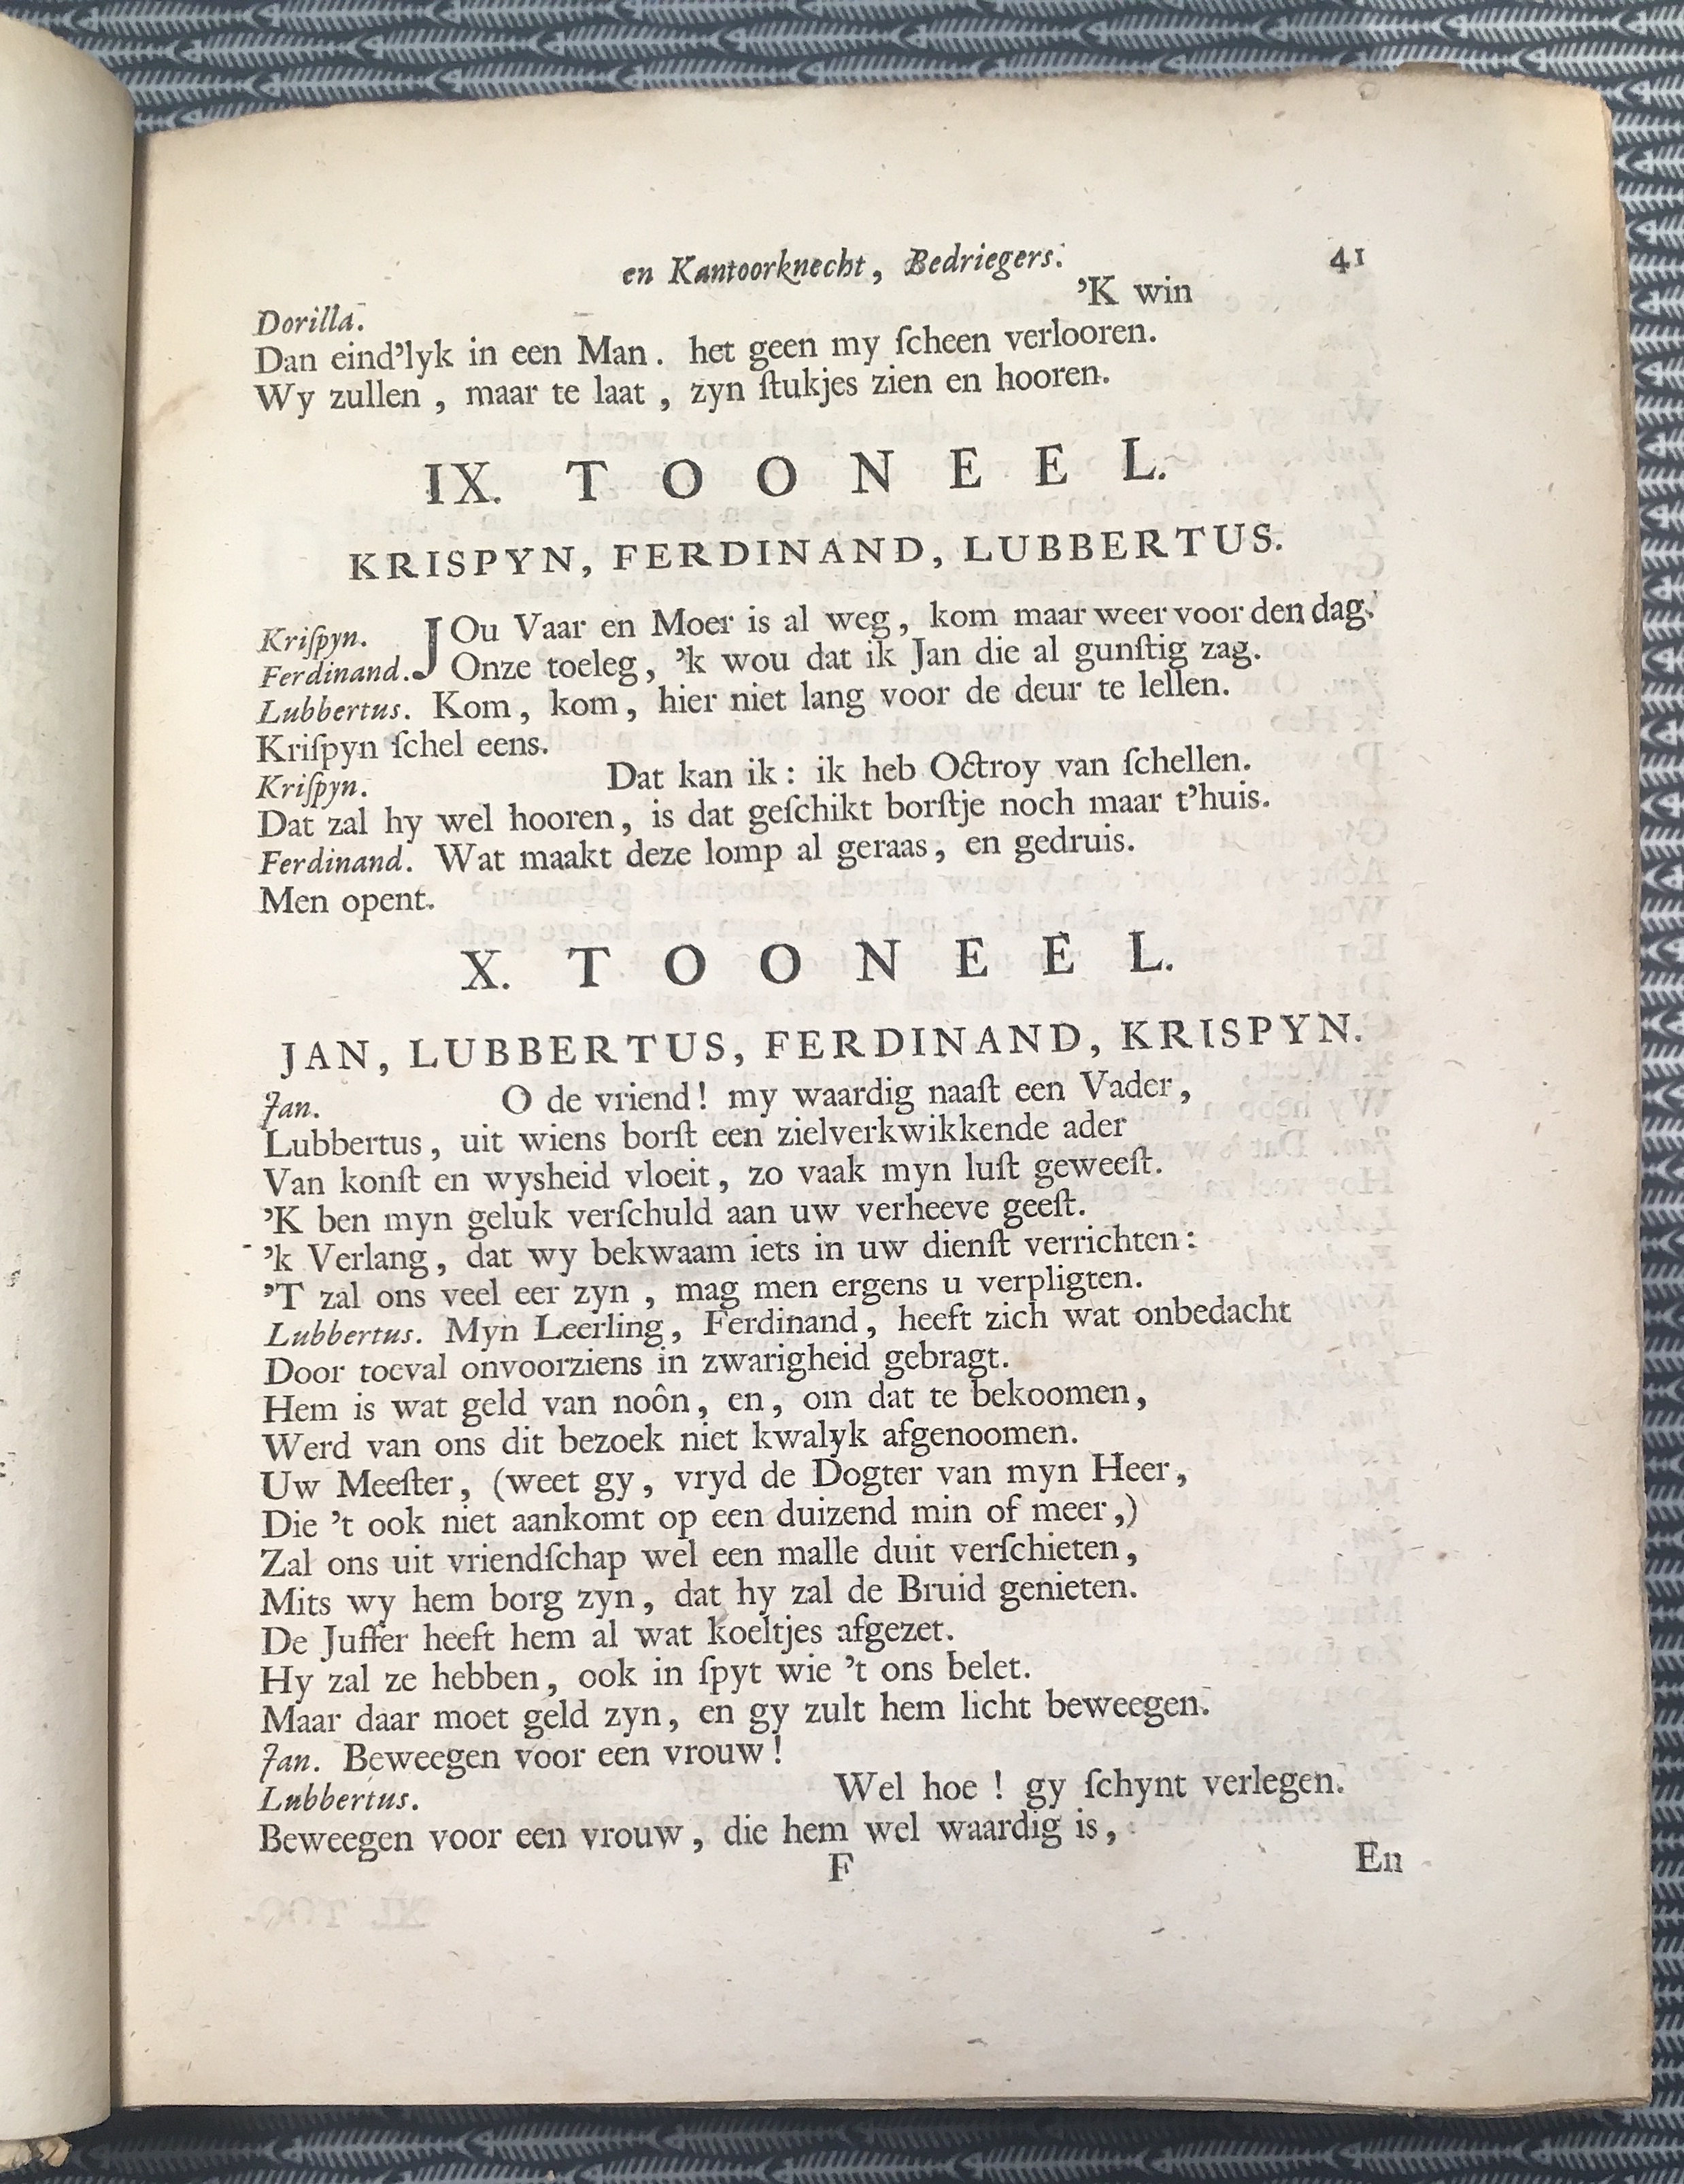 en Kantoorknecht, Bedriegers. 41
Dorilla. 'K win
Dan eind'lyk in een Man. het geen my ſcheen verlooren.
Wy zullen, maar te laat, zyn ſtukjes zien en hooren.
IX. TOONEEL.
KRISPYN, FERDINAND, LUBBERTUS.
Kriſpyn. JOu Vaar en Moer is al weg, kom maar weer voor den dag.
Ferdinand. Onze toeleg, 'k wou dat ik Jan die al gunſtig zag.
Lubbertus. Kom, kom, hier niet lang voor de deur te lellen.
Kriſpyn ſchel eens.
Kriſpyn. Dat kan ik: ik heb Octroy van ſchellen.
Dat zal hy wel hooren, is dat geſchikt borſtje noch maar t'huis.
Ferdinand. Wat maakt deze lomp al geraas, en gedruis.
Men opent.
X. TOONEEL.
JAN, LUBBERTUS, FERDINAND, KRISPYN.
Jan. O de vriend! my waardig naaſt een Vader,
Lubbertus, uit wiens borſt een zielverkwikkende ader
Van konſt en wysheid vloeit, zo vaak myn luſt geweeſt.
'K ben myn geluk verſchuld aan uw verheeve geeſt.
'k Verlang, dat wy bekwaam iets in uw dienſt verrichten:
'T zal ons veel eer zyn, mag men ergens u verpligten.
Lubbertus. Myn Leerling, Ferdinand, heeft zich wat onbedacht
Door toeval onvoorziens in zwarigheid gebragt.
Hem is wat geld van noôn, en, om dat te bekoomen,
Werd van ons dit bezoek niet kwalyk afgenoomen.
Uw Meeſter, (weet gy, vryd de Dogter van myn Heer,
Die 't ook niet aankomt op een duizend min of meer,)
Zal ons uit vriendſchap wel een malle duit verſchieten,
Mits wy hem borg zyn, dat hy zal de Bruid genieten.
De Juffer heeft hem al wat koeltjes afgezet.
Hy zal ze hebben, ook in ſpyt wie 't ons belet.
Maar daar moet geld zyn, en gy zult hem licht beweegen.
Jan. Beweegen voor een vrouw!
Lubbertus. Wel hoe! gy ſchynt verlegen.
Beweegen voor een vrouw, die hem wel waardig is,
F En